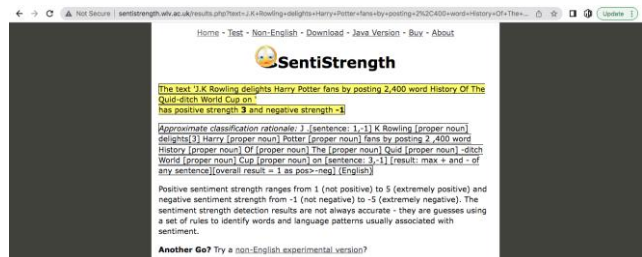 Not Secure | sentistrength.wlv.ac.uk/results.php?text=J.K+Rowling+delights+Harry+Potter+fans+by+posting+2%2C400+word+History+Of+The+... Update
Home - Test - Non-English - Download - Java Version - Buy - About
SentiStrength
The text 'J.K Rowling delights Harry Potter fans by posting 2,400 word History Of The
Quid-ditch World Cup on '
has positive strength 3 and negative strength -1
Approximate classification rationale: J .[sentence: 1,-1] K Rowling [proper noun]
delights[3] Harry [proper noun] Potter [proper noun] fans by posting 2 ,400 word
History [proper noun] Of [proper noun] The [proper noun] Quid [proper noun] -ditch
World [proper noun] Cup [proper noun] on [sentence: 3,-1] [result: max + and - of
any sentence][overall result = 1 as pos>-neg] (English)
Positive sentiment strength ranges from 1 (not positive) to 5 (extremely positive) and
negative sentiment strength from -1 (not negative) to -5 (extremely negative). The
sentiment strength detection results are not always accurate - they are guesses using
a set of rules to identify words and language patterns usually associated with
sentiment.
Another Go? Try a non-English experimental version?